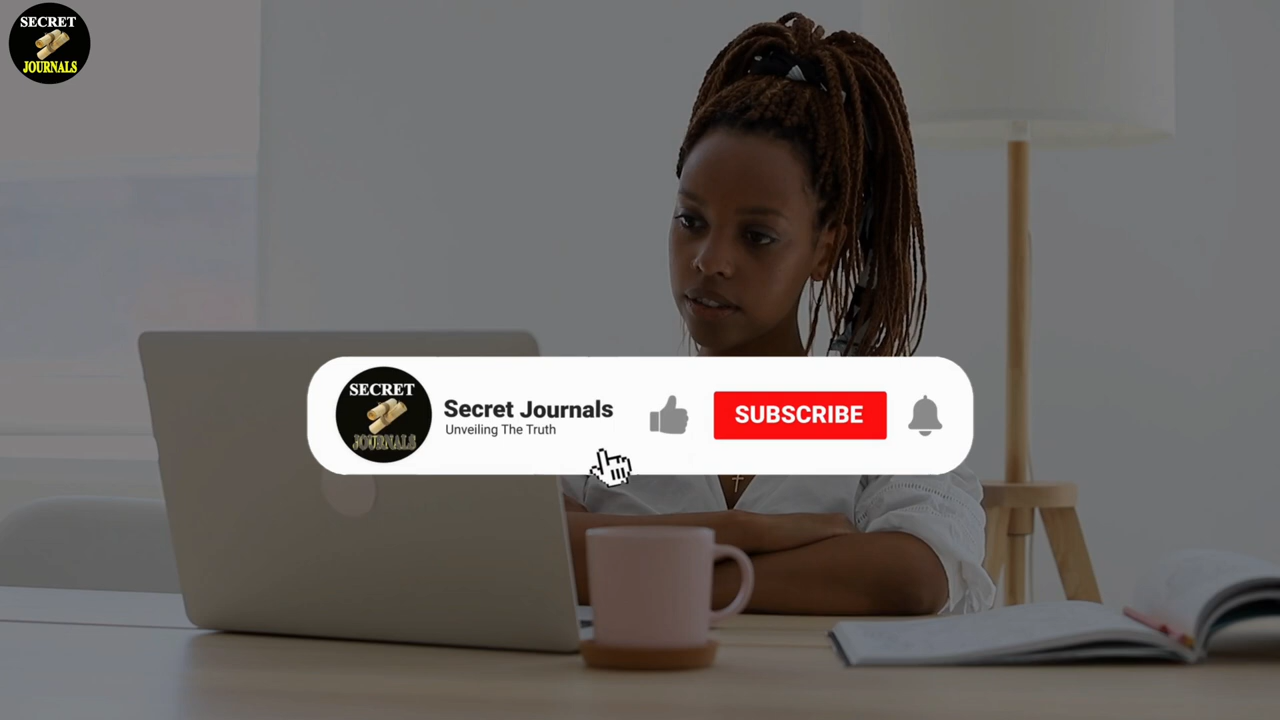 SECRET
JOURNALS
SECRET
JOURNALS
Secret Journals
Unveiling The Truth
SUBSCRIBE